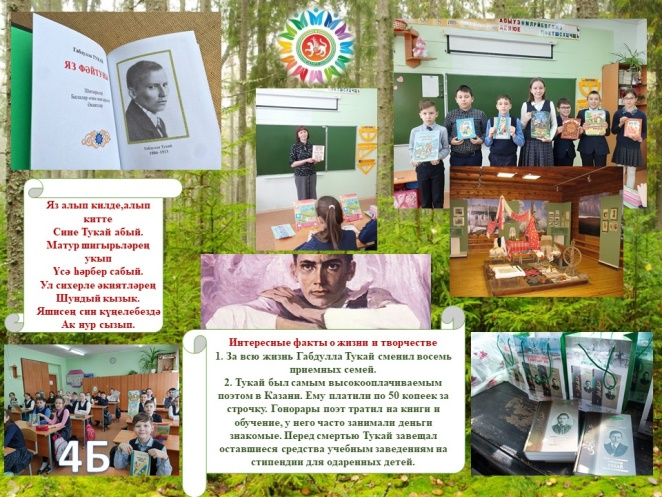 Габдулла Тукай
ЯЗ ФӘЙТУНЫ
Габдулла Тукай
1886-1913
Яз алып килде,алып
китте
Сине Тукай абый.
Матур шигырьләрең
укып
Үсә һәрбер сабый.
Ул сихерле әкиятләрең
Шундый кызык.
Яшисең син күңелебездә
Ак нур сызып.
Интересные факты о жизни и творчестве
1. За всю жизнь Габдулла Тукай сменил восемь
приемных семей.
2. Тукай был самым высокооплачиваемым
поэтом в Казани. Ему платили по 50 копеек за
строчку. Гонорары поэт тратил на книги и
обучение, у него часто занимали деньги
знакомые. Перед смертью Тукай завещал
оставшиеся средства учебным заведениям на
стипендии для одаренных детей.
4Б